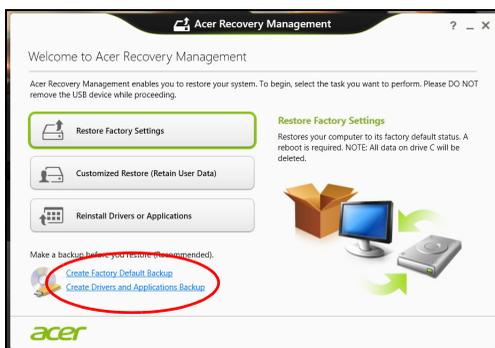 Acer Recovery Management
? _ X
Welcome to Acer Recovery Management
Acer Recovery Management enables you to restore your system. To begin, select the task you want to perform. Please DO NOT
remove the USB device while proceeding.
Restore Factory Settings
Customized Restore (Retain User Data)
Reinstall Drivers or Applications
Restore Factory Settings
Restores your computer to its factory default status. A
reboot is required. NOTE: All data on drive C will be
deleted.
Make a backup before you restore (Recommended).
Create Factory Default Backup
Create Drivers and Applications Backup
acer